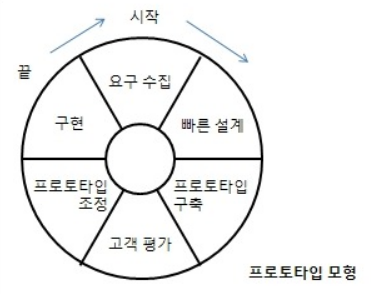 시작
끝
요구 수집
빠른 설계
프로토타입
구축
고객 평가
프로토타입
조정
구현
프로토타입 모형